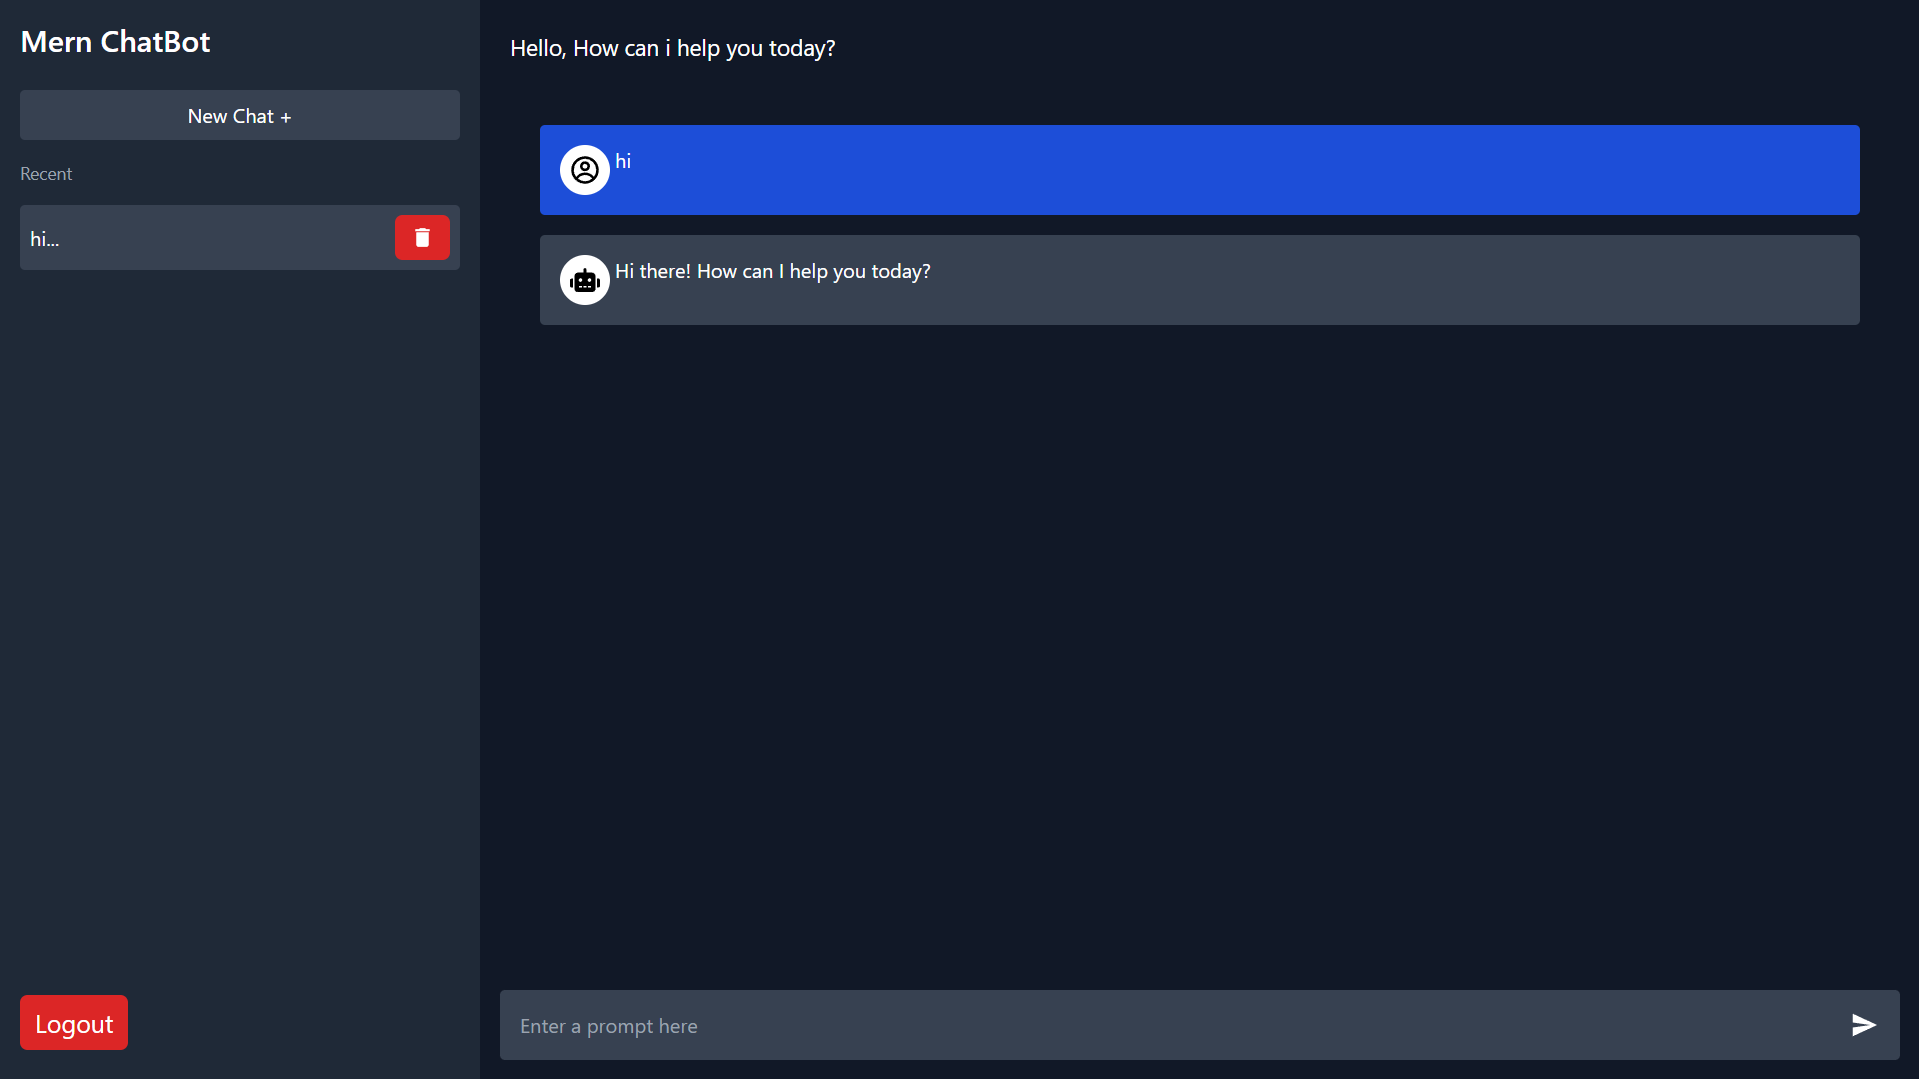 Mern ChatBot
New Chat +
Recent
hi...
Logout
Hello, How can i help you today?
hi
Hi there! How can I help you today?
Enter a prompt here